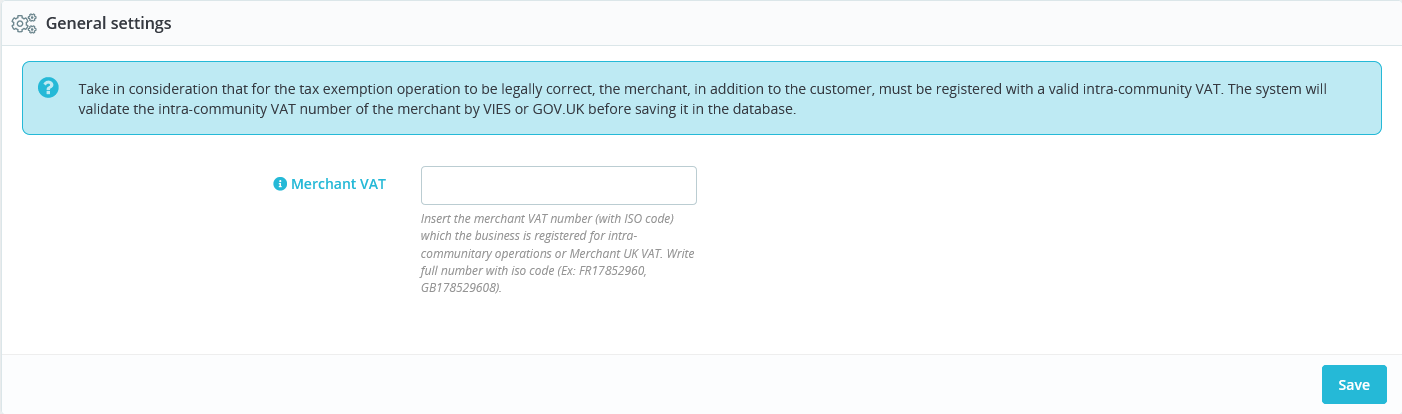 General settings
Take in consideration that for the tax exemption operation to be legally correct, the merchant, in addition to the customer, must be registered with a valid intra-community VAT. The system will
validate the intra-community VAT number of the merchant by VIES or GOV.UK before saving it in the database.
Merchant VAT
Insert the merchant VAT number (with ISO code)
which the business is registered for intra-
communitary operations or Merchant UK VAT. Write
full number with iso code (Ex: FR17852960,
GB178529608).
Save